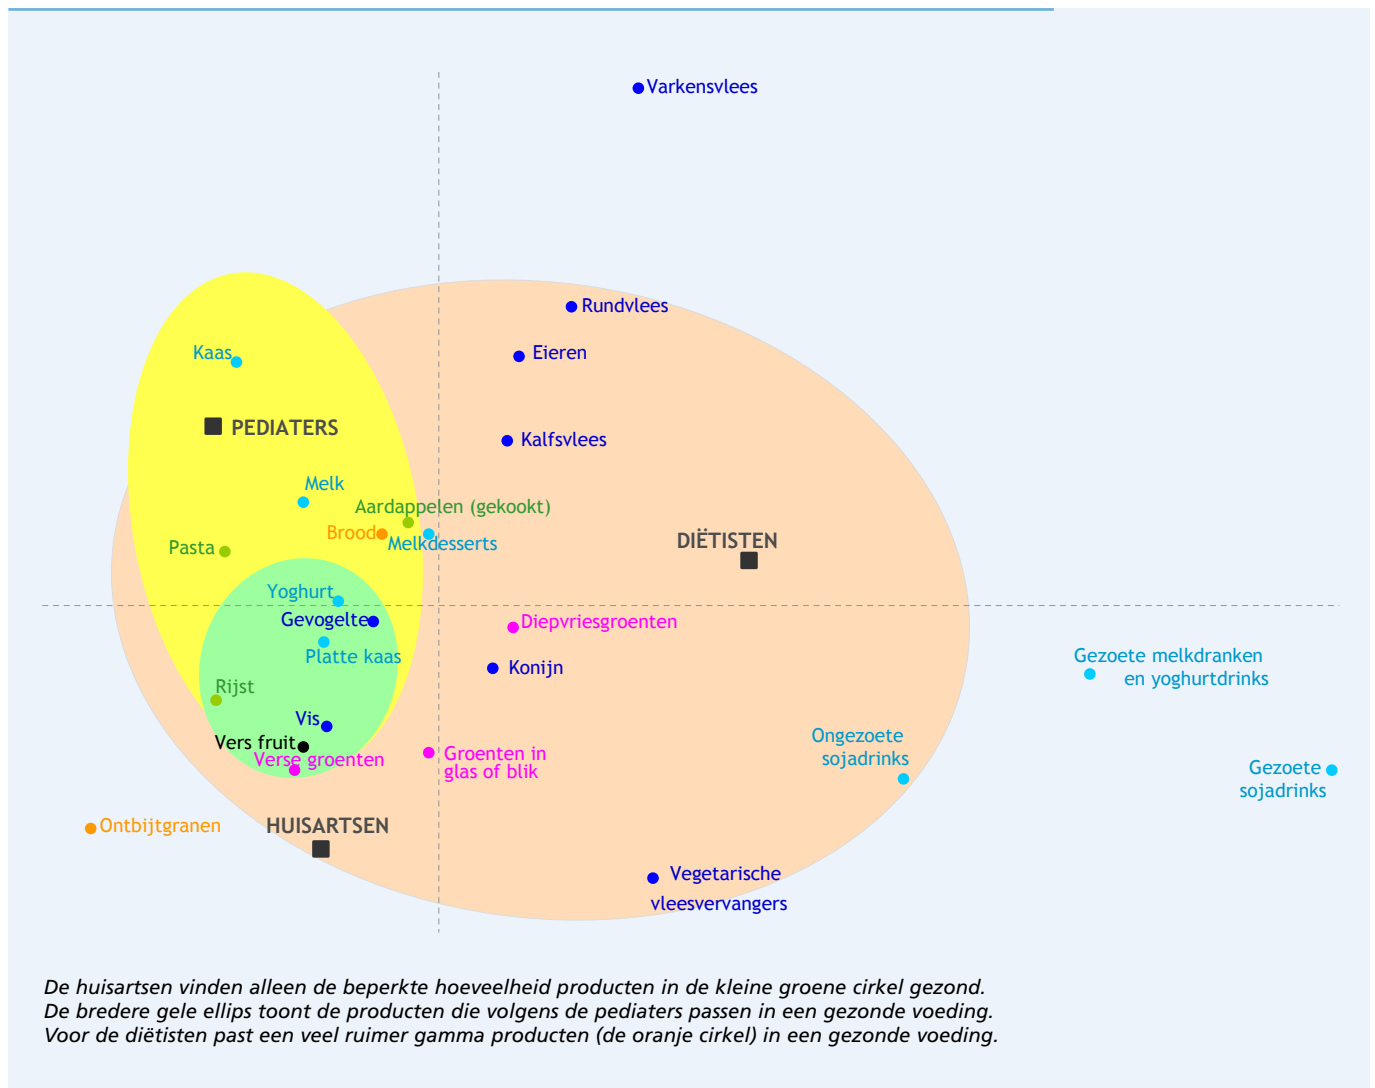 Varkensvlees
Rundvlees
Kaas
Eieren
PEDIATERS
Kalfsvlees
Melk
Aardappelen (gekookt)
Brood
Melkdesserts
DIËTISTEN
Pasta
Yoghurt
Gevogelte
Diepvriesgroenten
Platte kaas
Konijn
Gezoete melkdranken
en yoghurtdrinks
Rijst
Vis
Vers fruit
Verse groenten
Groenten in
glas of blik
Ongezoete
sojadrinks
Gezoete
sojadrinks
Ontbijtgranen
HUISARTSEN
Vegetarische
vleesvervangers
De huisartsen vinden alleen de beperkte hoeveelheid producten in de kleine groene cirkel gezond.
De bredere gele ellips toont de producten die volgens de pediaters passen in een gezonde voeding.
Voor de diëtisten past een veel ruimer gamma producten (de oranje cirkel) in een gezonde voeding.